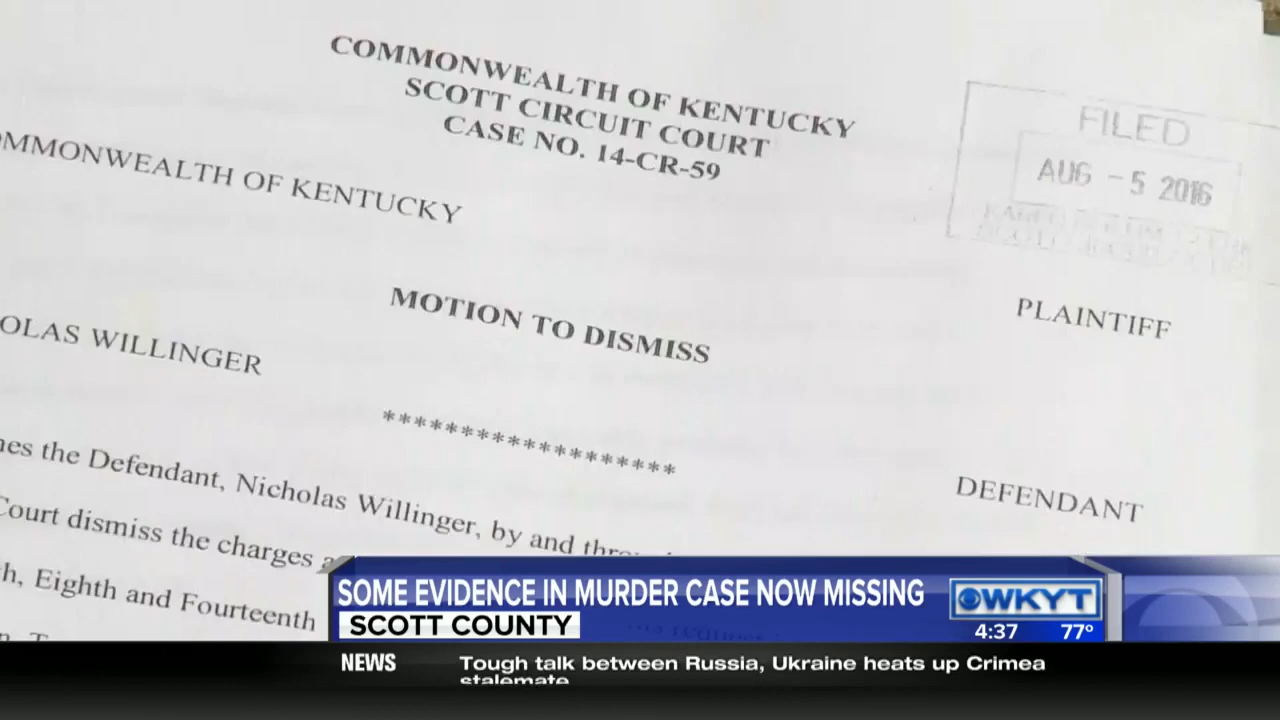 COMMONWEALTH OF KENTUCKY
SCOTT CIRCUIT COURT
CASE NO. 14-CR-59
FILED
AUG -5 2016
OMMONWEALTH OF KENTUCKY
PLAINTIFF
MOTION TO DISMISS
OLAS WILLINGER
*******************
DEFENDANT
nes the Defendant, Nicholas Willinger, by and
Court dismiss the charges
h, Eighth and Fourteenth
SOME EVIDENCE IN MURDER CASE NOW MISSING
SCOTT COUNTY
WKYT
4:37 77°
NEWS
Tough talk between Russia, Ukraine heats up Crimea
stalemate